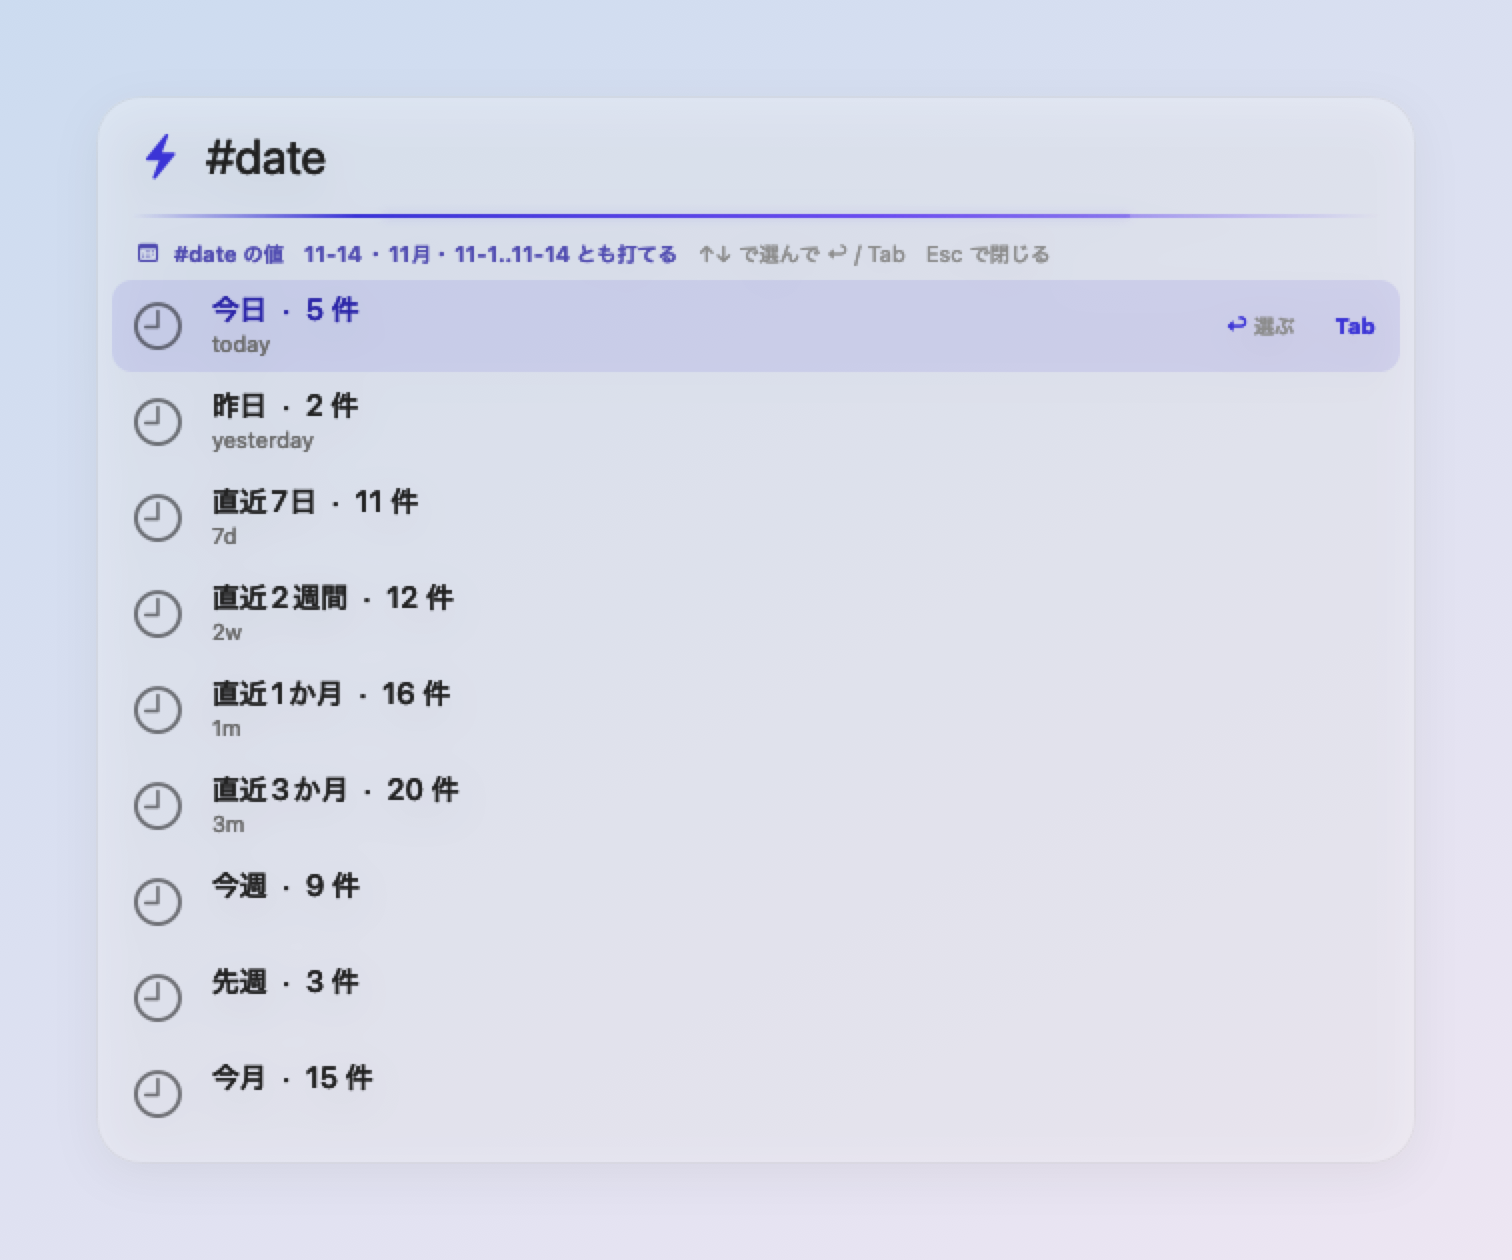 #date
#date の値 11-14 · 11月 · 11-1..11-14 とも打てる ↑↓ で選んで ↩ / Tab Esc で閉じる
今日 · 5 件
today
↩ 選ぶ Tab
昨日 · 2 件
yesterday
直近7日 · 11 件
7d
直近2週間 · 12 件
2w
直近1か月 · 16 件
1m
直近3か月 · 20 件
3m
今週 · 9 件
先週 · 3 件
今月 · 15 件